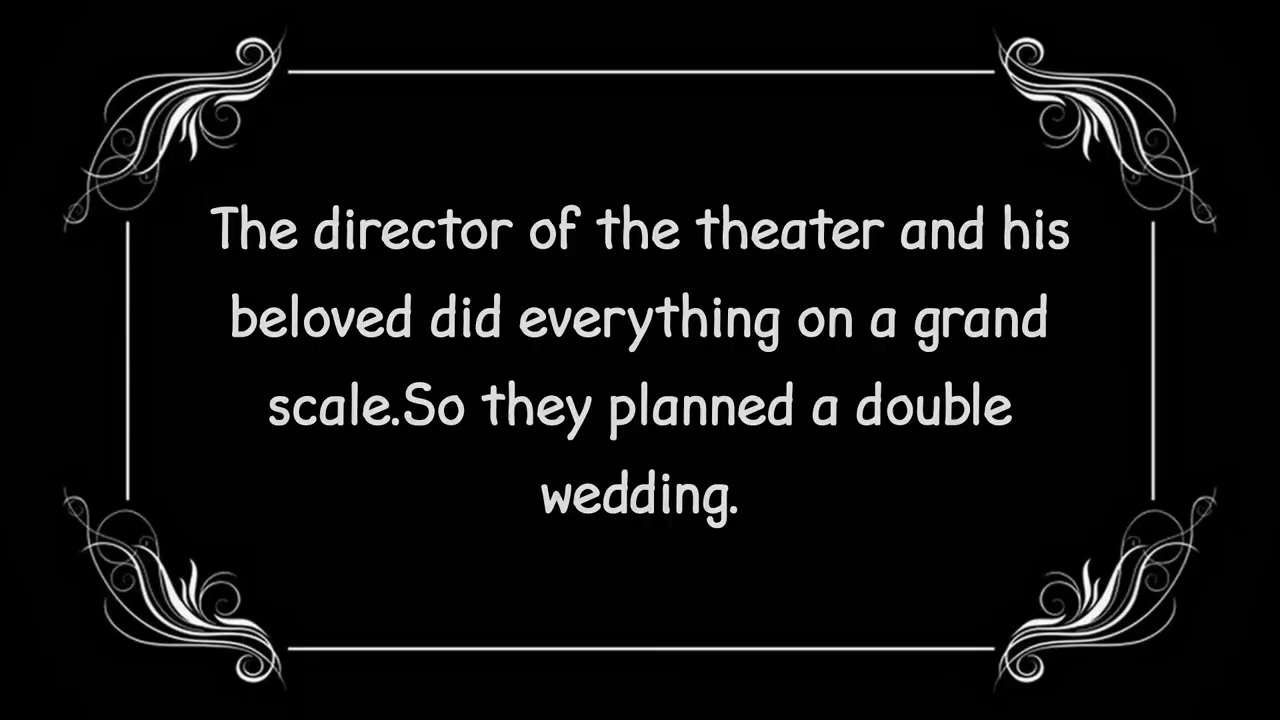 The director of the theater and his
beloved did everything on a grand
scale.So they planned a double
wedding.